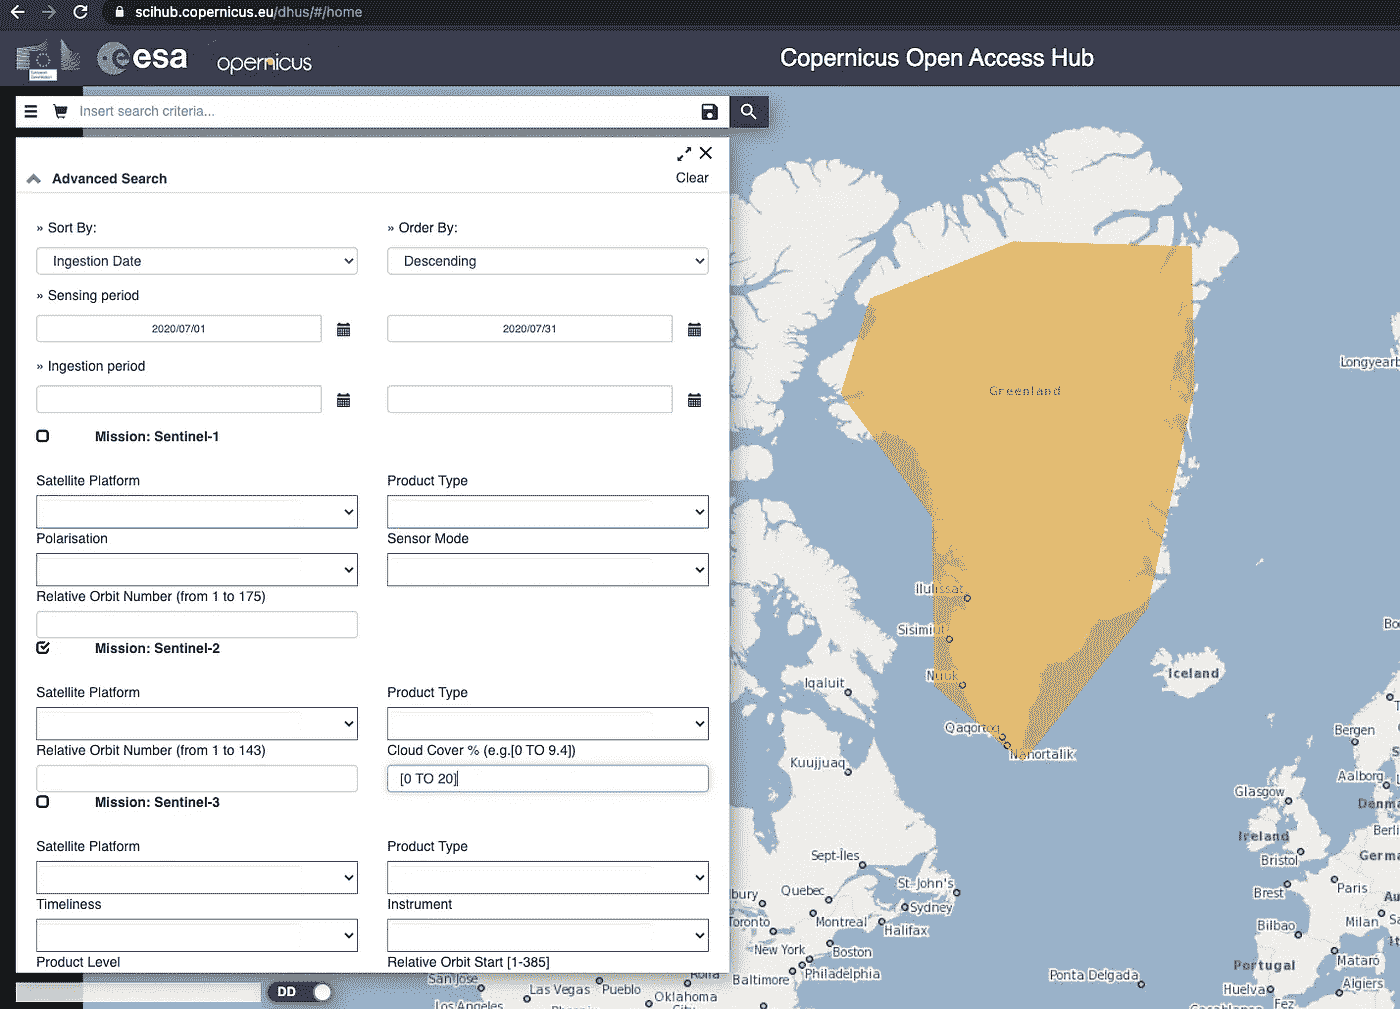 scihub.copernicus.eu/dhus/#/home
esa
opernicus
Copernicus Open Access Hub
Insert search criteria...
Advanced Search
Clear
» Sort By:
» Order By:
Ingestion Date
Descending
» Sensing period
2020/07/01
2020/07/31
» Ingestion period
Mission: Sentinel-1
Satellite Platform
Product Type
Polarisation
Sensor Mode
Relative Orbit Number (from 1 to 175)
Mission: Sentinel-2
Satellite Platform
Product Type
Relative Orbit Number (from 1 to 143)
Cloud Cover % (e.g.[0 TO 9.4])
[0 TO 20]
Mission: Sentinel-3
Satellite Platform
Product Type
Timeliness
Instrument
Product Level
Relative Orbit Start [1-385]
DD
Longyearb
Greenland
Ilulissat
Sisimiut
Nuuk
Iqaluit
Iceland
Qaqortoq
Nanortalik
Kuujjuaq
Bergen
Aalborg
Glasgow
Denma
Ireland
Berli
Bristol
Germa
Sept-Îles
St.-John's
Brest
Paris
bury
Quebec
Sydney
Toronto
Montreal
Halifax
Bilbao
Milan
New York
Boston
Portugal
Mataró
Baltimore
Philadelphia
Ponta Delgada
Huelva
Algiers
San Jose
Las Vegas
Pueblo
Roma
Oklahoma
City
Los Angeles
Casablanca
Fez